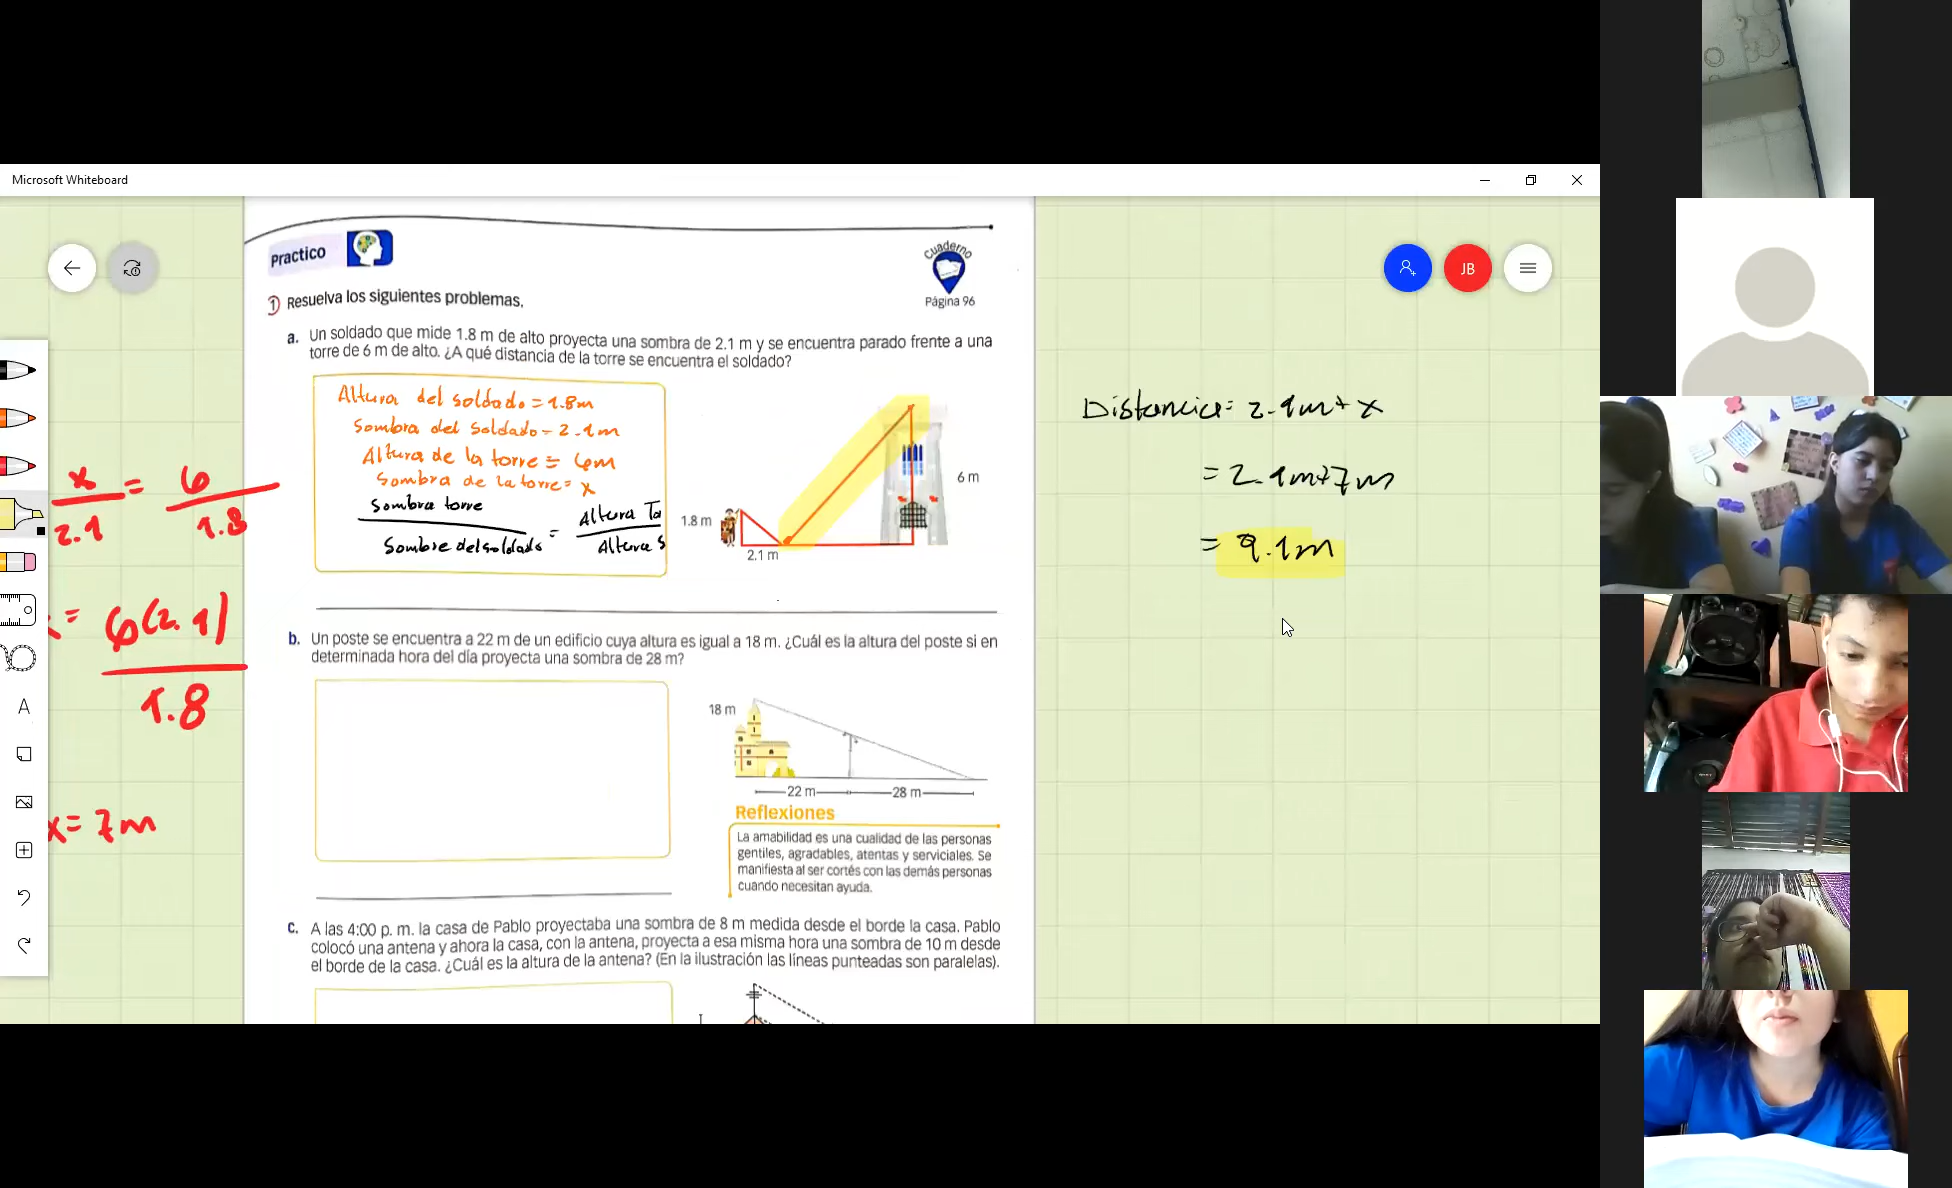 Microsoft Whiteboard
Practico
Cuaderno
Página 96
1 Resuelva los siguientes problemas.
a. Un soldado que mide 1.8 m de alto proyecta una sombra de 2.1 m y se encuentra parado frente a una
torre de 6 m de alto. ¿A qué distancia de la torre se encuentra el soldado?
Altura del soldado = 1.8m
Sombra del soldado = 2.1m
Altura de la torre = 6m
Sombra de la torre = x
Sombra torre
Sombre del soldado
=
Altura To
Altura S
1.8 m
2.1 m
6 m
x/2.1 = 6/1.8
= 6(2.1)
1.8
x = 7m
Distancia: 2.1m + x
= 2.1m+7m
= 9.1m
JB
A
b. Un poste se encuentra a 22 m de un edificio cuya altura es igual a 18 m. ¿Cuál es la altura del poste si en
determinada hora del día proyecta una sombra de 28 m?
18 m
22 m
28 m
Reflexiones
La amabilidad es una cualidad de las personas
gentiles, agradables, atentas y serviciales. Se
manifiesta al ser cortés con las demás personas
cuando necesitan ayuda.
c. A las 4:00 p. m. la casa de Pablo proyectaba una sombra de 8 m medida desde el borde la casa. Pablo
colocó una antena y ahora la casa, con la antena, proyecta a esa misma hora una sombra de 10 m desde
el borde de la casa. ¿Cuál es la altura de la antena? (En la ilustración las líneas punteadas son paralelas).